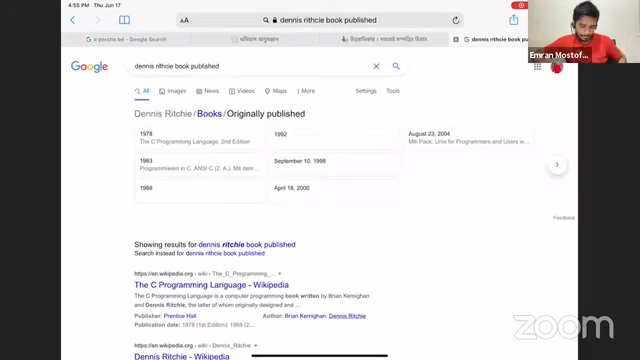 4:55 PM Thu Jun 17
AA
dennis rithcie book published
e porcha bd - Google Search
dennis rithcie book pu
Emran Mostof...
Google
dennis rithcie book published
All
Images
News
Videos
Maps
More
Settings
Tools
Dennis Ritchie / Books / Originally published
1978
The C Programming Language. 2nd Edition
1992
August 23, 2004
Mlti Pack: Unix for Programmers and Users w...
1983
Programmieren in C. ANSI C (2. A.). Mit dem ...
September 10, 1998
1988
April 18, 2000
Feedback
Showing results for dennis ritchie book published
Search instead for dennis rithcie book published
https://en.wikipedia.org › wiki › The_C_Programming_...
The C Programming Language - Wikipedia
The C Programming Language is a computer programming book written by Brian Kernighan
and Dennis Ritchie, the latter of whom originally designed and ...
Publisher: Prentice Hall
Author: Brian Kernighan; Dennis Ritchie
Publication date: 1978 (1st Edition); 1988 (2...
https://en.wikipedia.org › wiki › Dennis_Ritchie
Dennis Ritchie - Wikipedia
zoom